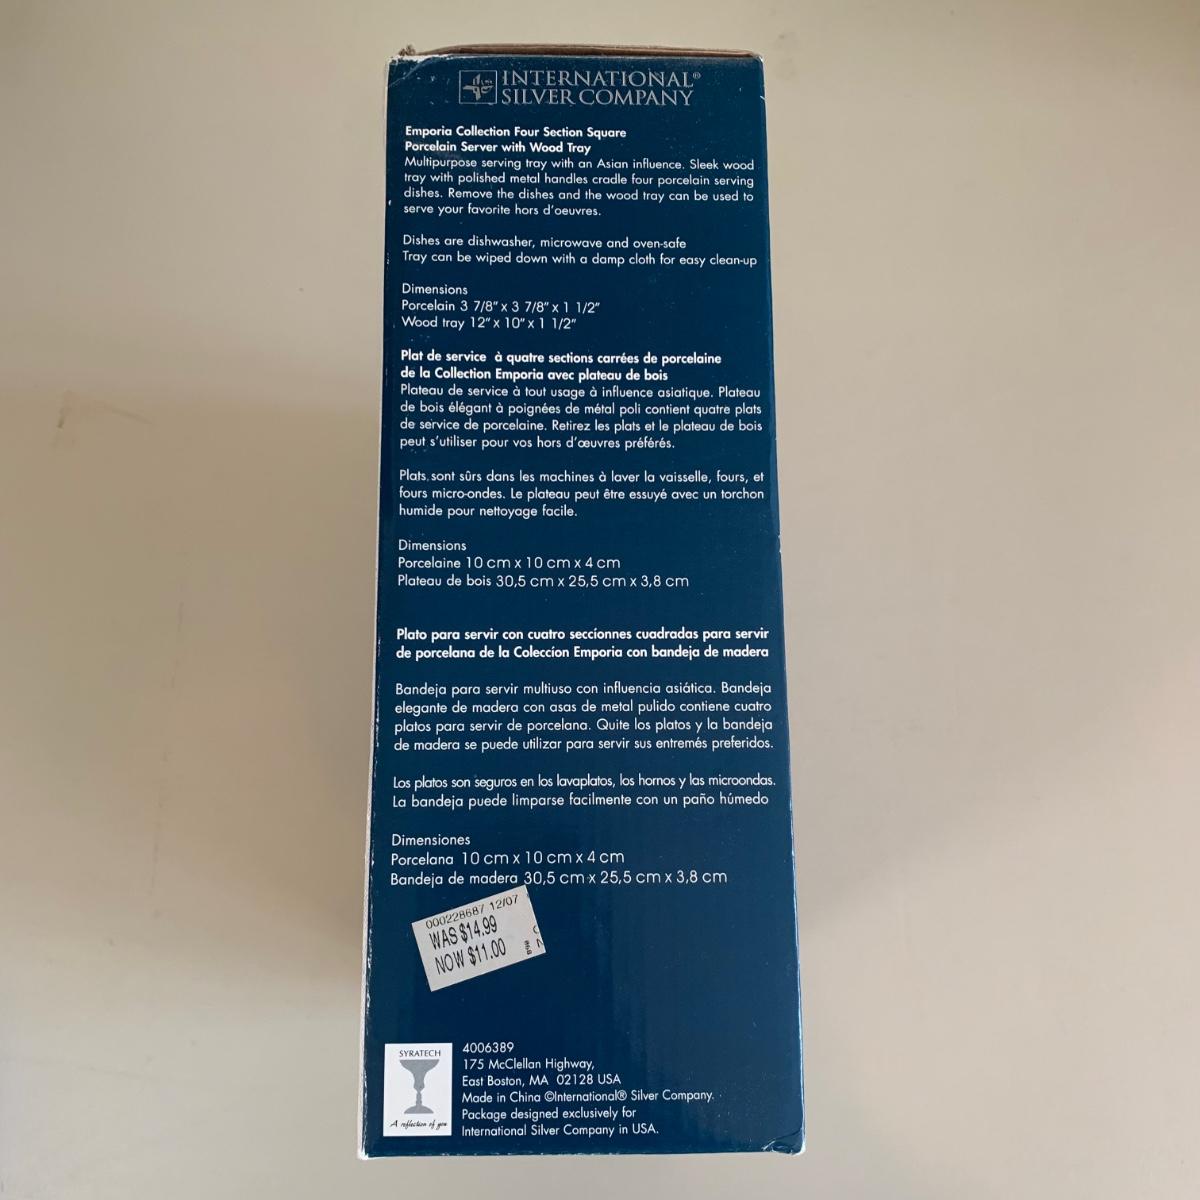 INTERNATIONAL®
SILVER COMPANY
Emporia Collection Four Section Square
Porcelain Server with Wood Tray
Multipurpose serving tray with an Asian influence. Sleek wood
tray with polished metal handles cradle four porcelain serving
dishes. Remove the dishes and the wood tray can be used to
serve your favorite hors d'oeuvres.
Dishes are dishwasher, microwave and oven-safe
Tray can be wiped down with a damp cloth for easy clean-up
Dimensions
Porcelain 3 7/8" x 3 7/8" x 1 1/2"
Wood tray 12" x 10" x 1 1/2"
Plat de service à quatre sections carrées de porcelaine
de la Collection Emporia avec plateau de bois
Plateau de service à tout usage à influence asiatique. Plateau
de bois élégant à poignées de métal poli contient quatre plats
de service de porcelaine. Retirez les plats et le plateau de bois
peut s'utiliser pour vos hors d'œuvres préférés.
Plats sont sûrs dans les machines à laver la vaisselle, fours, et
fours micro-ondes. Le plateau peut être essuyé avec un torchon
humide pour nettoyage facile.
Dimensions
Porcelaine 10 cm x 10 cm x 4 cm
Plateau de bois 30,5 cm x 25,5 cm x 3,8 cm
Plato para servir con cuatro seccíonnes cuadradas para servir
de porcelana de la Coleccíon Emporia con bandeja de madera
Bandeja para servir multiuso con influencia asiática. Bandeja
elegante de madera con asas de metal pulido contiene cuatro
platos para servir de porcelana. Quite los platos y la bandeja
de madera se puede utilizar para servir sus entremés preferidos.
Los platos son seguros en los lavaplatos, los hornos y las microondas.
La bandeja puede limparse facilmente con un paño húmedo
Dimensiones
Porcelana 10 cm x 10 cm x 4 cm
Bandeja de madera 30,5 cm x 25,5 cm x 3,8 cm
000228687 12/07
WAS $14.99
NOW $11.00
SYRATECH
A reflection of you
4006389
175 McClellan Highway,
East Boston, MA 02128 USA
Made in China ©International® Silver Company.
Package designed exclusively for
International Silver Company in USA.